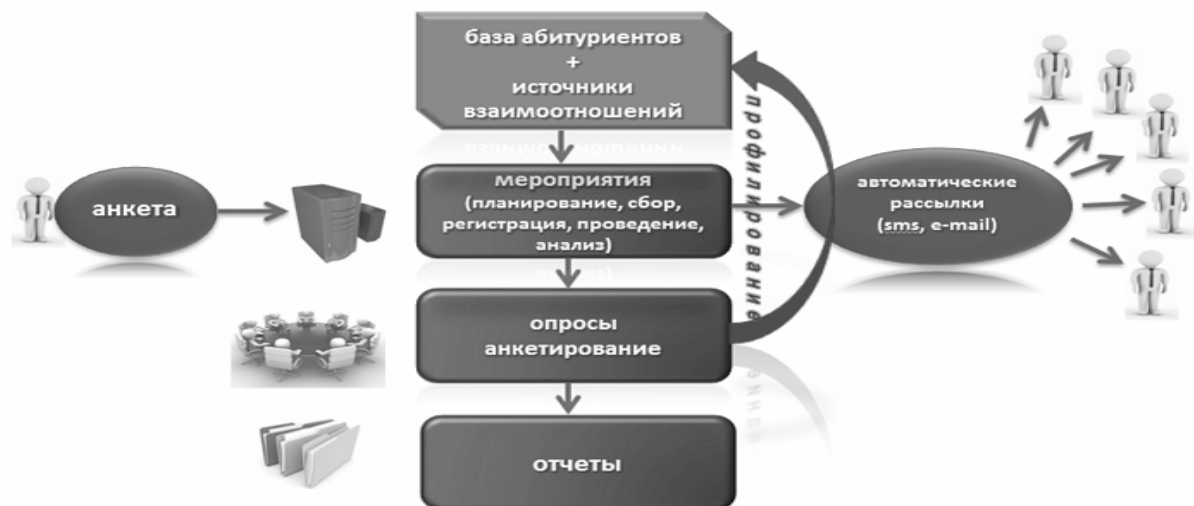 база абитуриентов
+
источники
взаимоотношений
анкета
мероприятия
(планирование, сбор,
регистрация, проведение,
анализ)
профилирование
автоматические
рассылки
(sms, e-mail)
опросы
анкетирование
отчеты